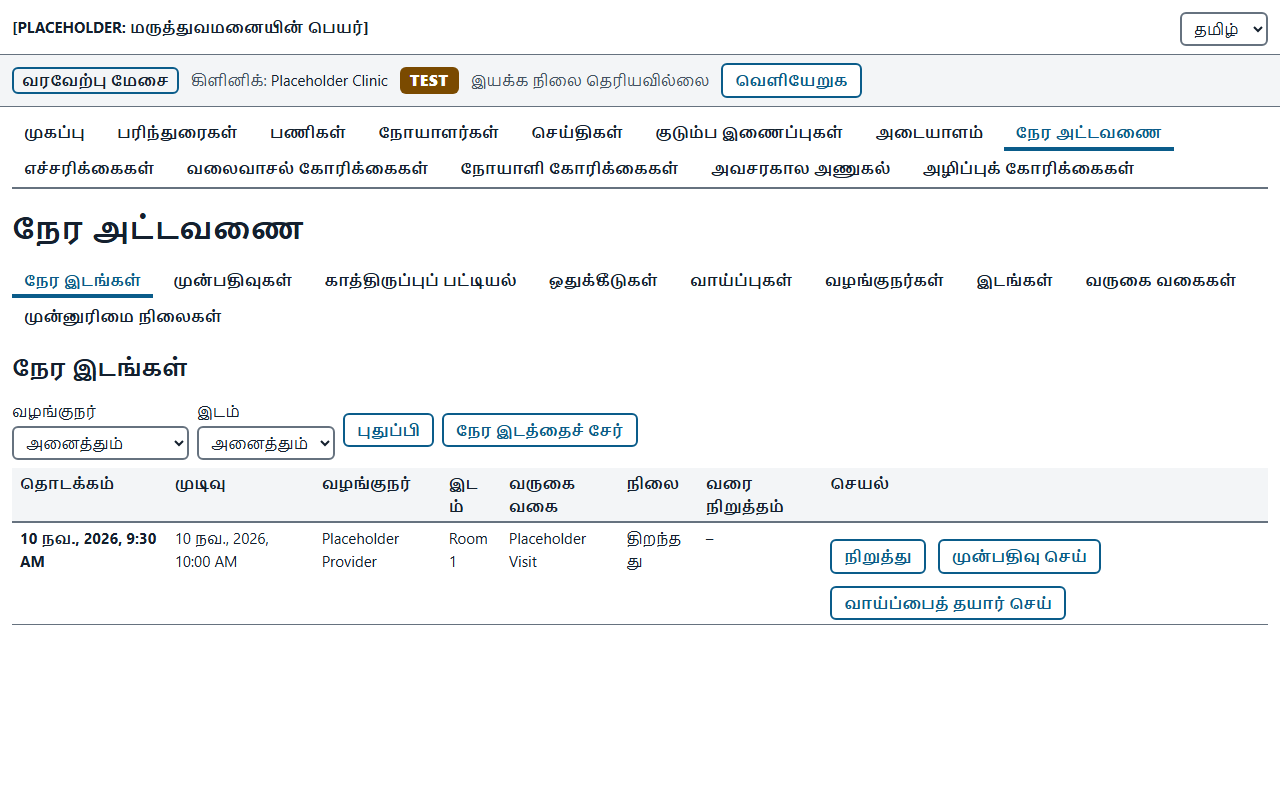 [PLACEHOLDER: மருத்துவமனையின் பெயர்]
தமிழ்
வரவேற்பு மேசை கிளினிக்: Placeholder Clinic TEST இயக்க நிலை தெரியவில்லை வெளியேறுக
முகப்பு பரிந்துரைகள் பணிகள் நோயாளர்கள் செய்திகள் குடும்ப இணைப்புகள் அடையாளம் நேர அட்டவணை
எச்சரிக்கைகள் வலைவாசல் கோரிக்கைகள் நோயாளி கோரிக்கைகள் அவசரகால அணுகல் அழிப்புக் கோரிக்கைகள்
நேர அட்டவணை
நேர இடங்கள் முன்பதிவுகள் காத்திருப்புப் பட்டியல் ஒதுக்கீடுகள் வாய்ப்புகள் வழங்குநர்கள் இடங்கள் வருகை வகைகள்
முன்னுரிமை நிலைகள்
நேர இடங்கள்
வழங்குநர் இடம்
அனைத்தும் அனைத்தும் புதுப்பி நேர இடத்தைச் சேர்
தொடக்கம் முடிவு வழங்குநர் இட வருகை நிலை வரை செயல்
ம் வகை நிறுத்தம்
10 நவ., 2026, 9:30 10 நவ., 2026, Placeholder Room Placeholder திறந்த –
AM 10:00 AM Provider 1 Visit து
நிறுத்து முன்பதிவு செய்
வாய்ப்பைத் தயார் செய்